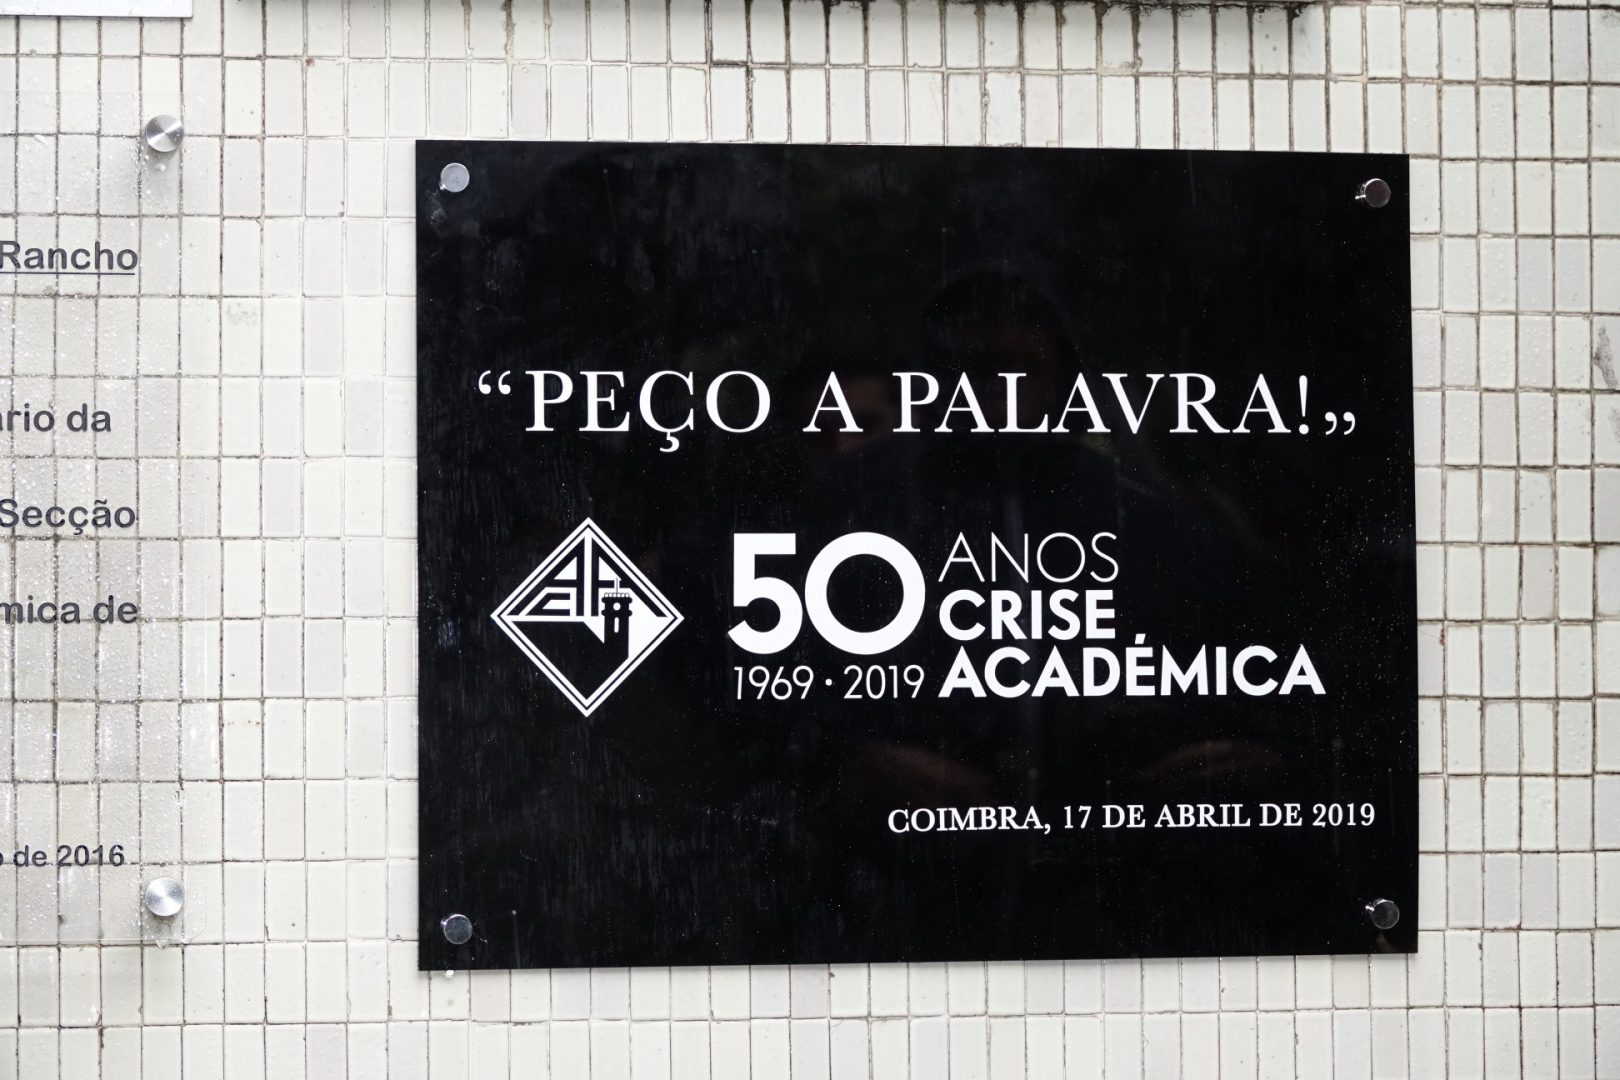 Rancho
rio da
Secção
mica de
de 2016
“PEÇO A PALAVRA!„
50 ANOS
CRISE
ACADÉMICA
1969 · 2019
COIMBRA, 17 DE ABRIL DE 2019